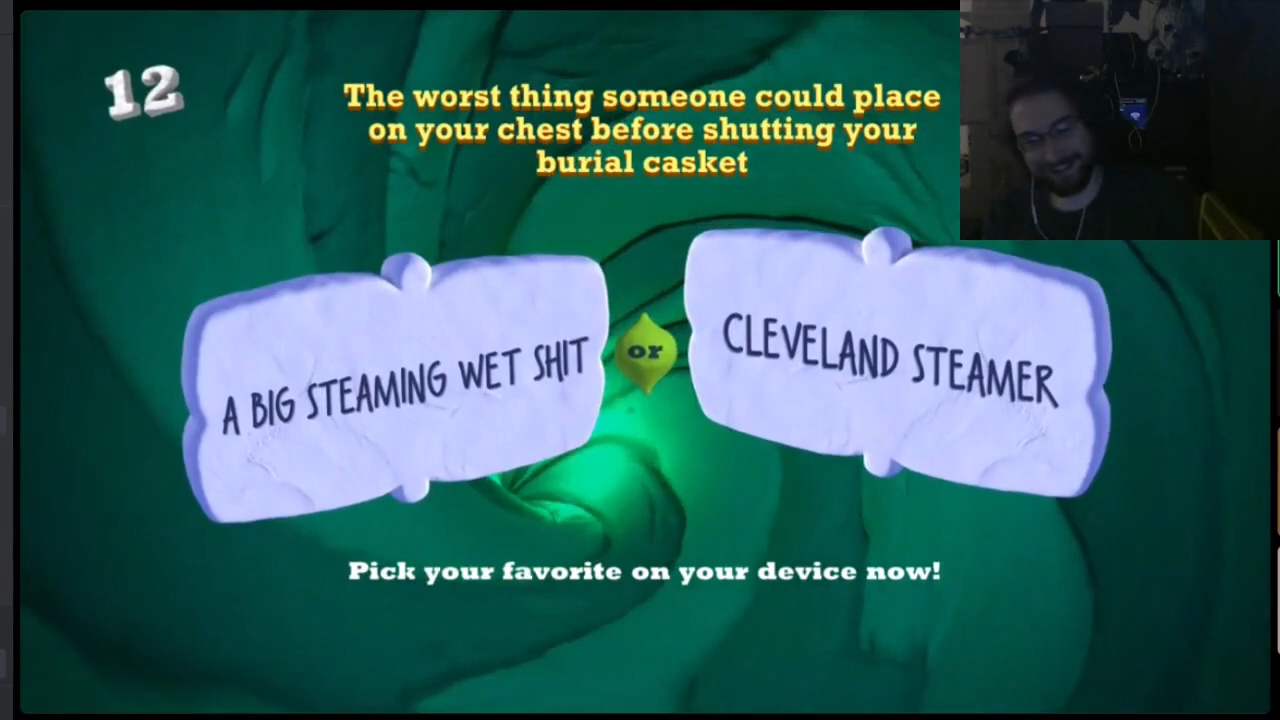 12
The worst thing someone could place
on your chest before shutting your
burial casket
A BIG STEAMING WET SHIT
or
CLEVELAND STEAMER
Pick your favorite on your device now!